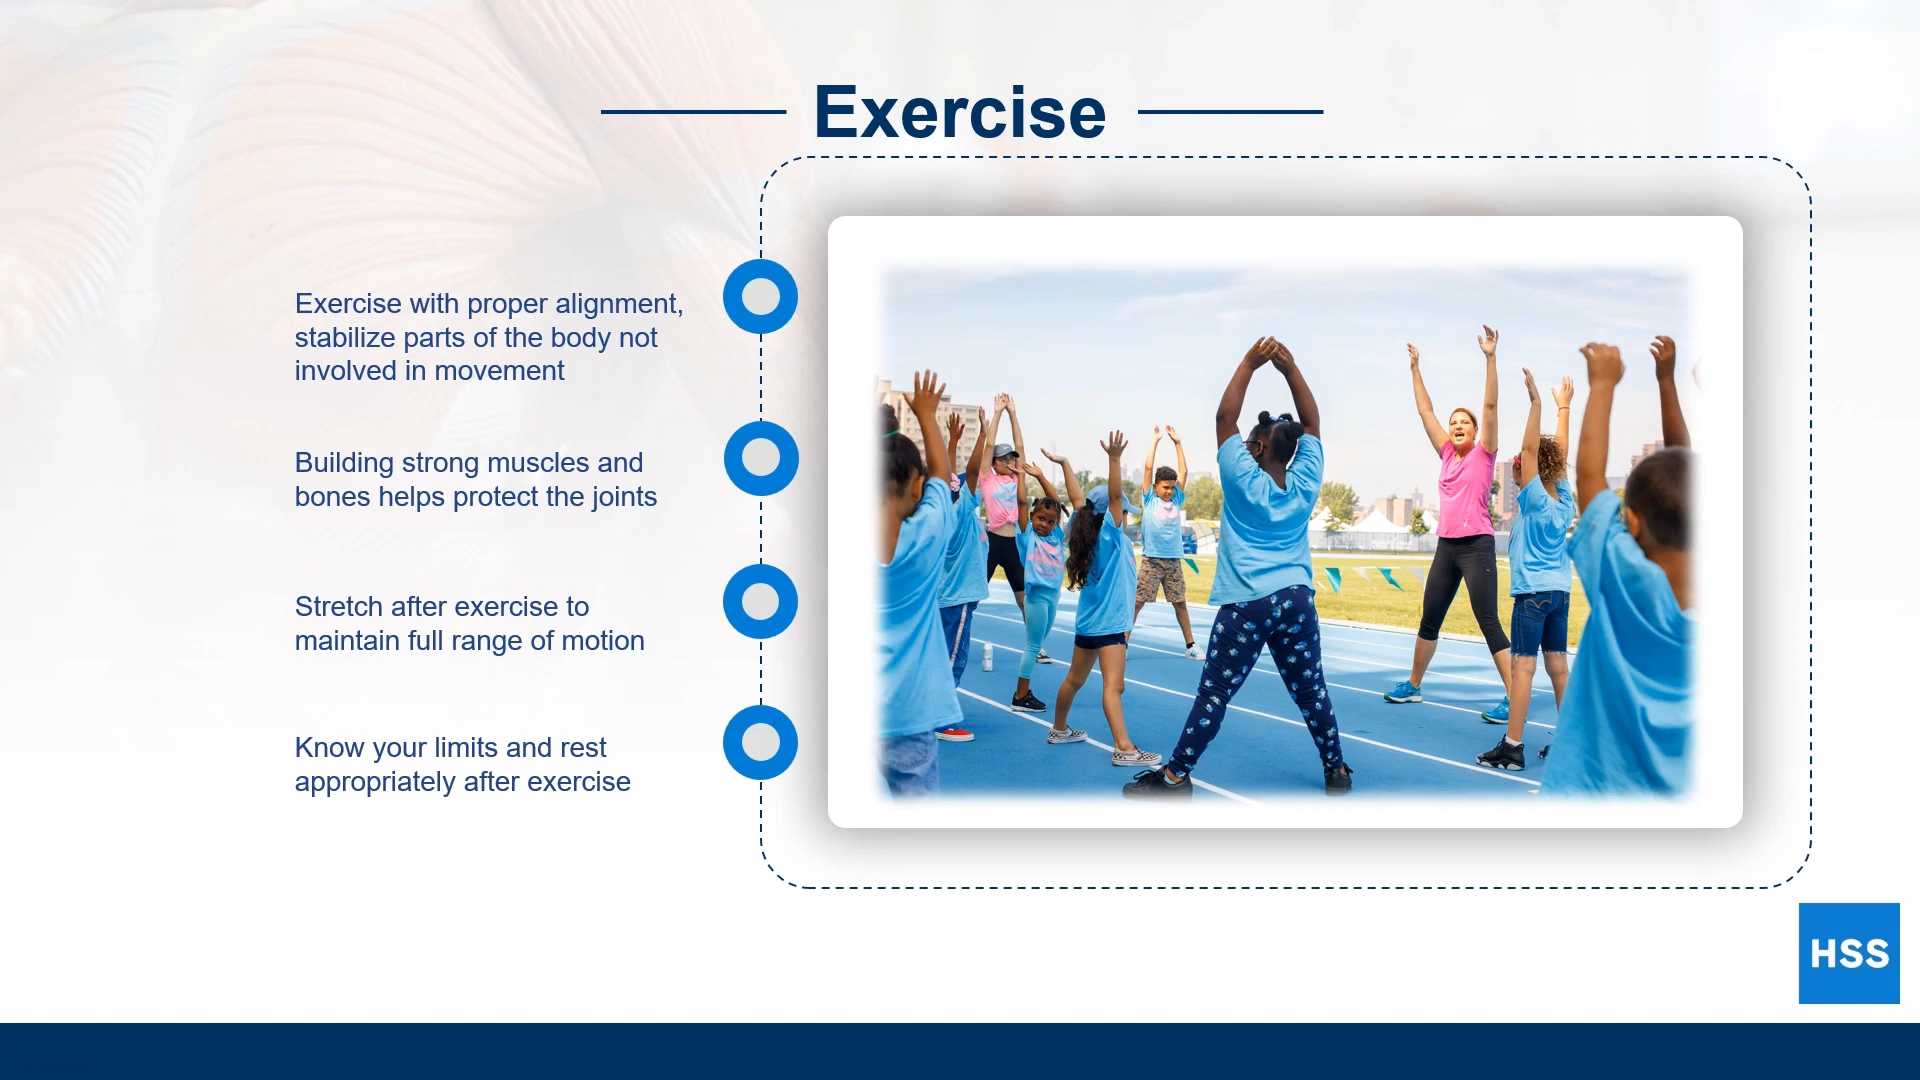 Exercise
Exercise with proper alignment,
stabilize parts of the body not
involved in movement
Building strong muscles and
bones helps protect the joints
Stretch after exercise to
maintain full range of motion
Know your limits and rest
appropriately after exercise
HSS